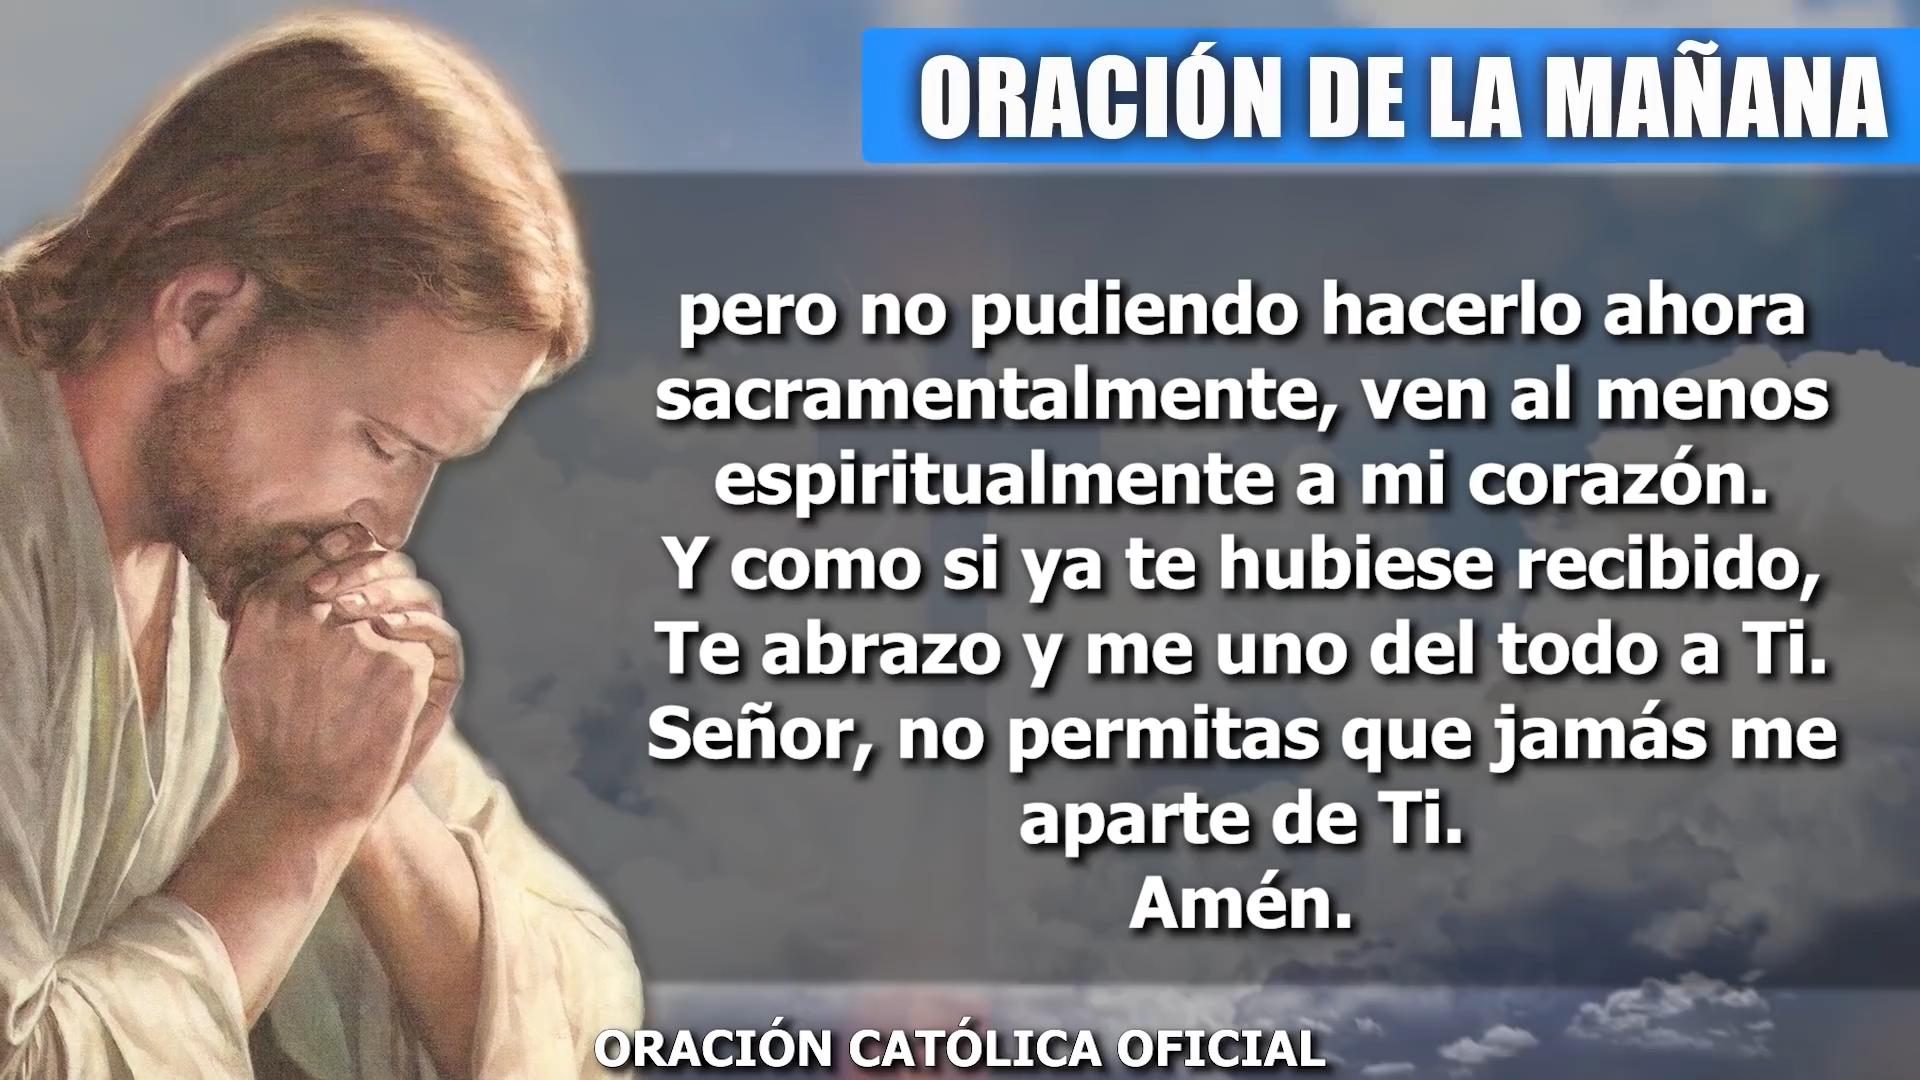 ORACIÓN DE LA MAÑANA
pero no pudiendo hacerlo ahora
sacramentalmente, ven al menos
espiritualmente a mi corazón.
Y como si ya te hubiese recibido,
Te abrazo y me uno del todo a Ti.
Señor, no permitas que jamás me
aparte de Ti.
Amén.
ORACIÓN CATÓLICA OFICIAL